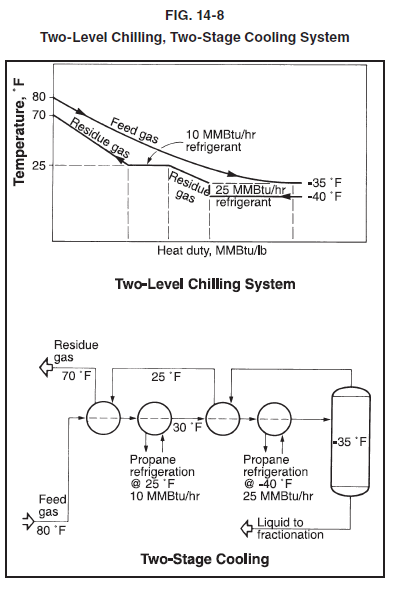 FIG. 14-8
Two-Level Chilling, Two-Stage Cooling System
Temperature, °F
80
70
25
Feed gas
Residue gas
10 MMBtu/hr
refrigerant
Residue
gas
25 MMBtu/hr
refrigerant
-35 °F
-40 °F
Heat duty, MMBtu/lb
Two-Level Chilling System
Residue
gas
70 °F
25 °F
30 °F
-35 °F
Propane
refrigeration
@ 25 °F
10 MMBtu/hr
Propane
refrigeration
@ -40 °F
25 MMBtu/hr
Feed
gas
80 °F
Liquid to
fractionation
Two-Stage Cooling